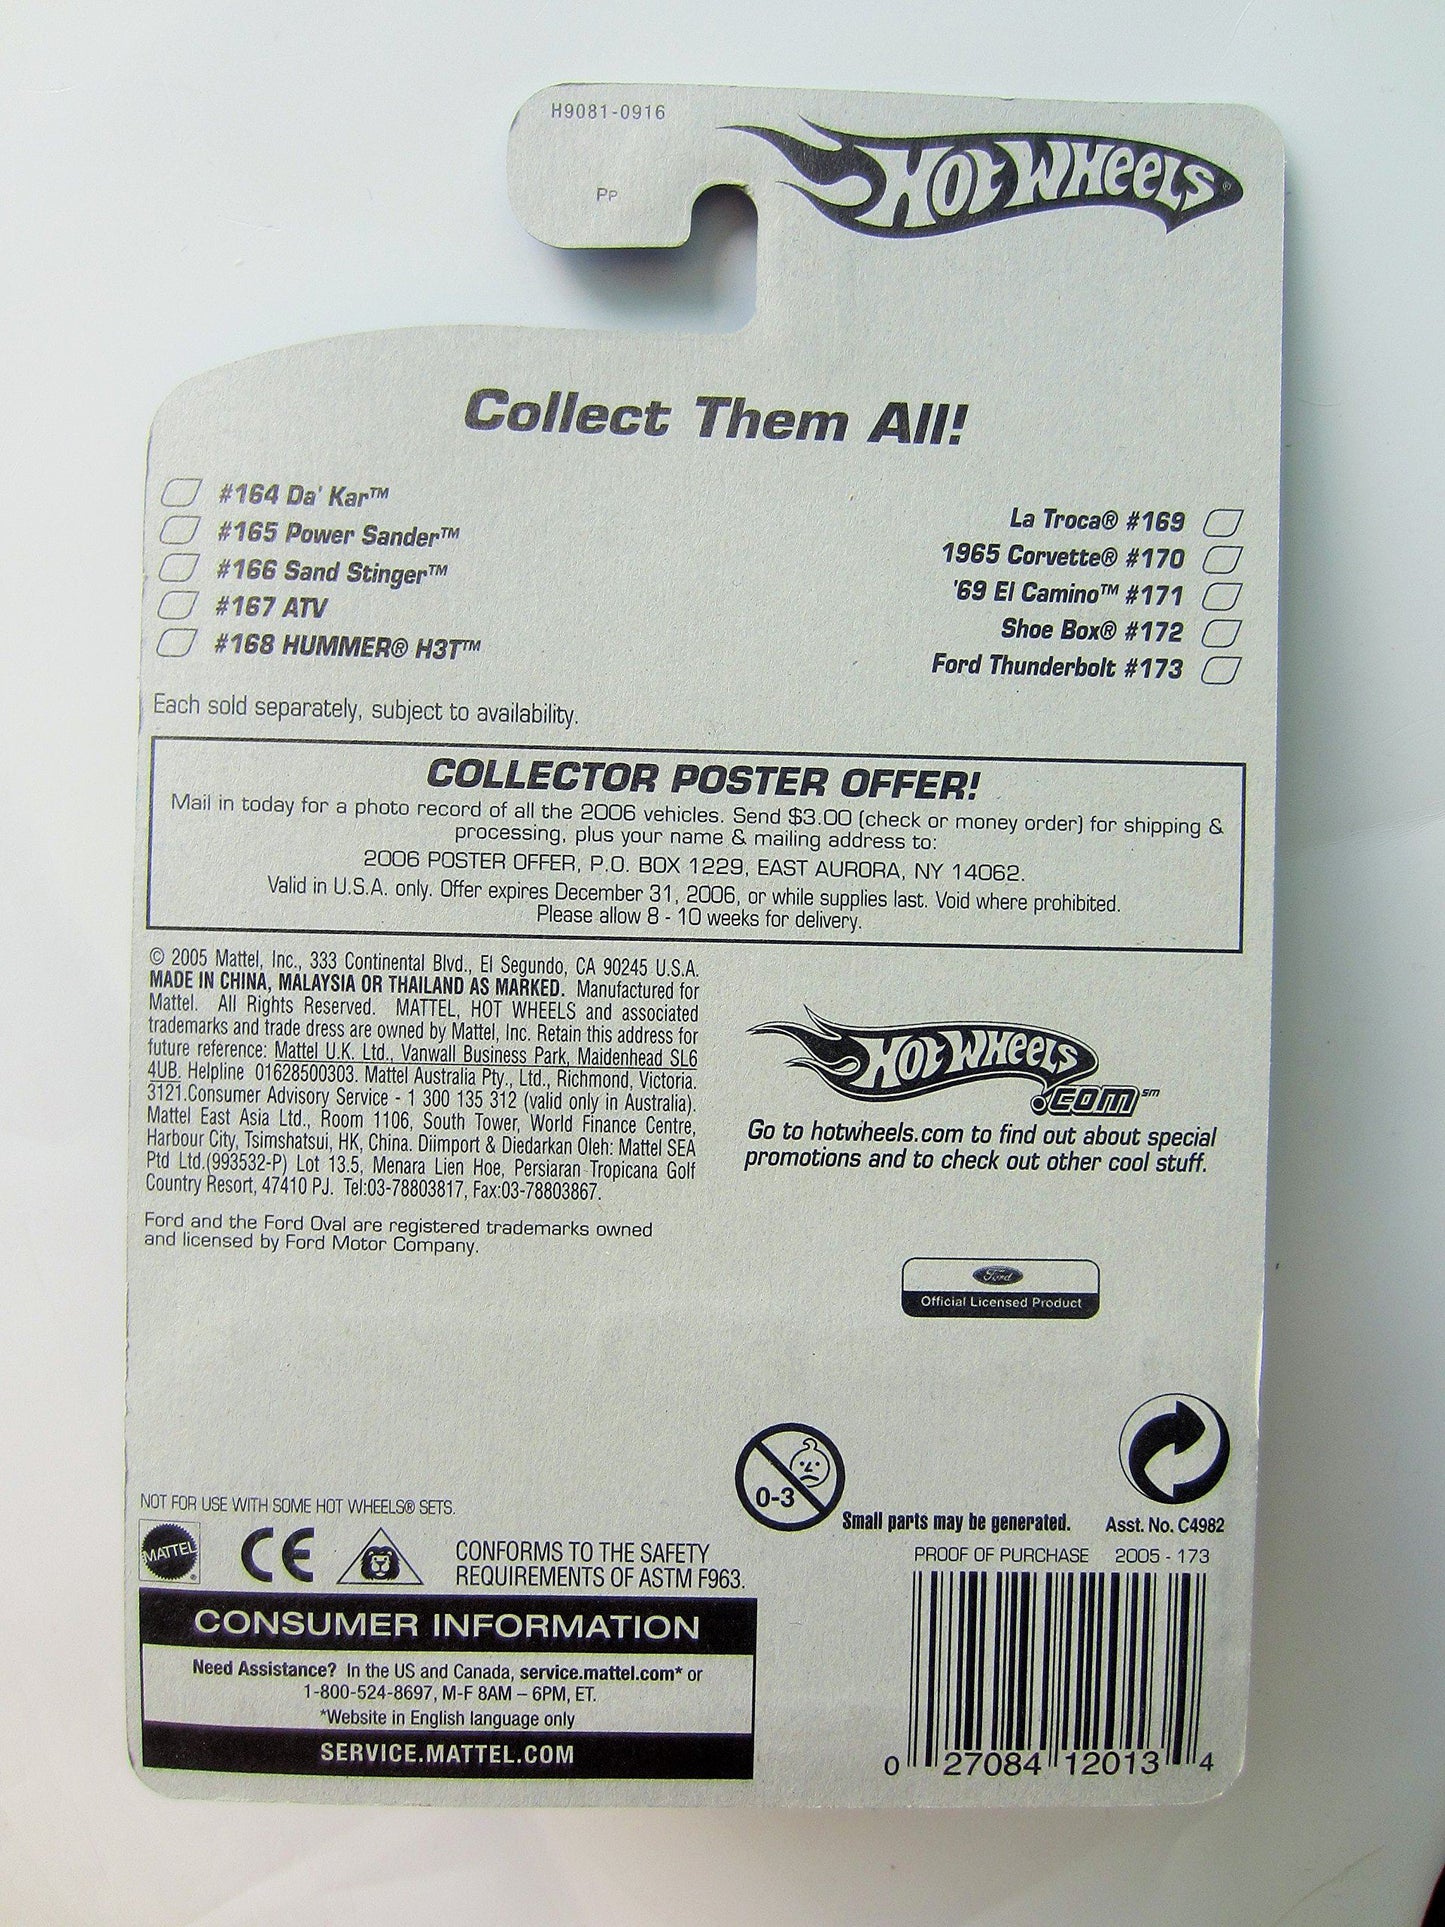 H9081-0916
PP
HOT WHEELS®
Collect Them All!
#164 Da' Kar™
#165 Power Sander™
#166 Sand Stinger™
#167 ATV
#168 HUMMER® H3T™
La Troca® #169
1965 Corvette® #170
'69 El Camino™ #171
Shoe Box® #172
Ford Thunderbolt #173
Each sold separately, subject to availability.
COLLECTOR POSTER OFFER!
Mail in today for a photo record of all the 2006 vehicles. Send $3.00 (check or money order) for shipping &
processing, plus your name & mailing address to:
2006 POSTER OFFER, P.O. BOX 1229, EAST AURORA, NY 14062.
Valid in U.S.A. only. Offer expires December 31, 2006, or while supplies last. Void where prohibited.
Please allow 8 - 10 weeks for delivery.
© 2005 Mattel, Inc., 333 Continental Blvd., El Segundo, CA 90245 U.S.A.
MADE IN CHINA, MALAYSIA OR THAILAND AS MARKED. Manufactured for
Mattel. All Rights Reserved. MATTEL, HOT WHEELS and associated
trademarks and trade dress are owned by Mattel, Inc. Retain this address for
future reference: Mattel U.K. Ltd., Vanwall Business Park, Maidenhead SL6
4UB. Helpline 01628500303. Mattel Australia Pty., Ltd., Richmond, Victoria.
3121.Consumer Advisory Service - 1 300 135 312 (valid only in Australia).
Mattel East Asia Ltd., Room 1106, South Tower, World Finance Centre,
Harbour City, Tsimshatsui, HK, China. Diimport & Diedarkan Oleh: Mattel SEA
Ptd Ltd.(993532-P) Lot 13.5, Menara Lien Hoe, Persiaran Tropicana Golf
Country Resort, 47410 PJ. Tel:03-78803817, Fax:03-78803867.
Ford and the Ford Oval are registered trademarks owned
and licensed by Ford Motor Company.
HOT WHEELS
.COM℠
Go to hotwheels.com to find out about special
promotions and to check out other cool stuff.
Ford
Official Licensed Product
0-3
Small parts may be generated.
Asst. No. C4982
PROOF OF PURCHASE 2005 - 173
0 27084 12013 4
NOT FOR USE WITH SOME HOT WHEELS® SETS.
MATTEL®
CE
CONFORMS TO THE SAFETY
REQUIREMENTS OF ASTM F963.
CONSUMER INFORMATION
Need Assistance? In the US and Canada, service.mattel.com* or
1-800-524-8697, M-F 8AM – 6PM, ET.
*Website in English language only
SERVICE.MATTEL.COM